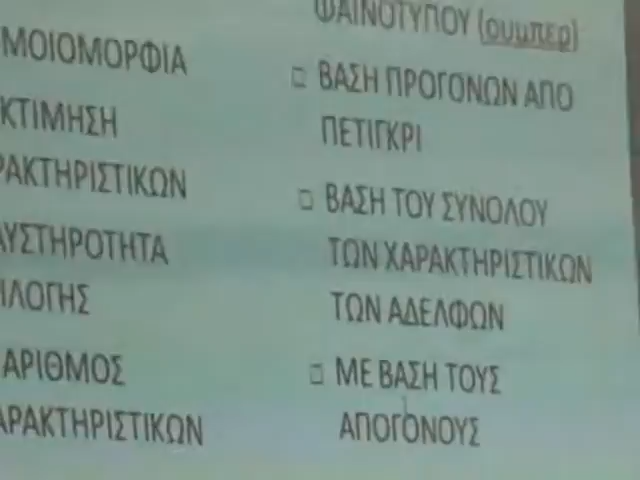 ΜΟΙΟΜΟΡΦΙΑ
ΚΤΙΜΗΣΗ
ΡΑΚΤΗΡΙΣΤΙΚΩΝ
ΑΥΣΤΗΡΟΤΗΤΑ
ΙΛΟΓΗΣ
ΑΡΙΘΜΟΣ
ΑΡΑΚΤΗΡΙΣΤΙΚΩΝ
ΦΑΙΝΟΤΥΠΟΥ (ουμπερ)
ΒΑΣΗ ΠΡΟΓΟΝΩΝ ΑΠΟ
ΠΕΤΙΓΚΡΙ
ΒΑΣΗ ΤΟΥ ΣΥΝΟΛΟΥ
ΤΩΝ ΧΑΡΑΚΤΗΡΙΣΤΙΚΩΝ
ΤΩΝ ΑΔΕΛΦΩΝ
ΜΕ ΒΑΣΗ ΤΟΥΣ
ΑΠΟΓΟΝΟΥΣ